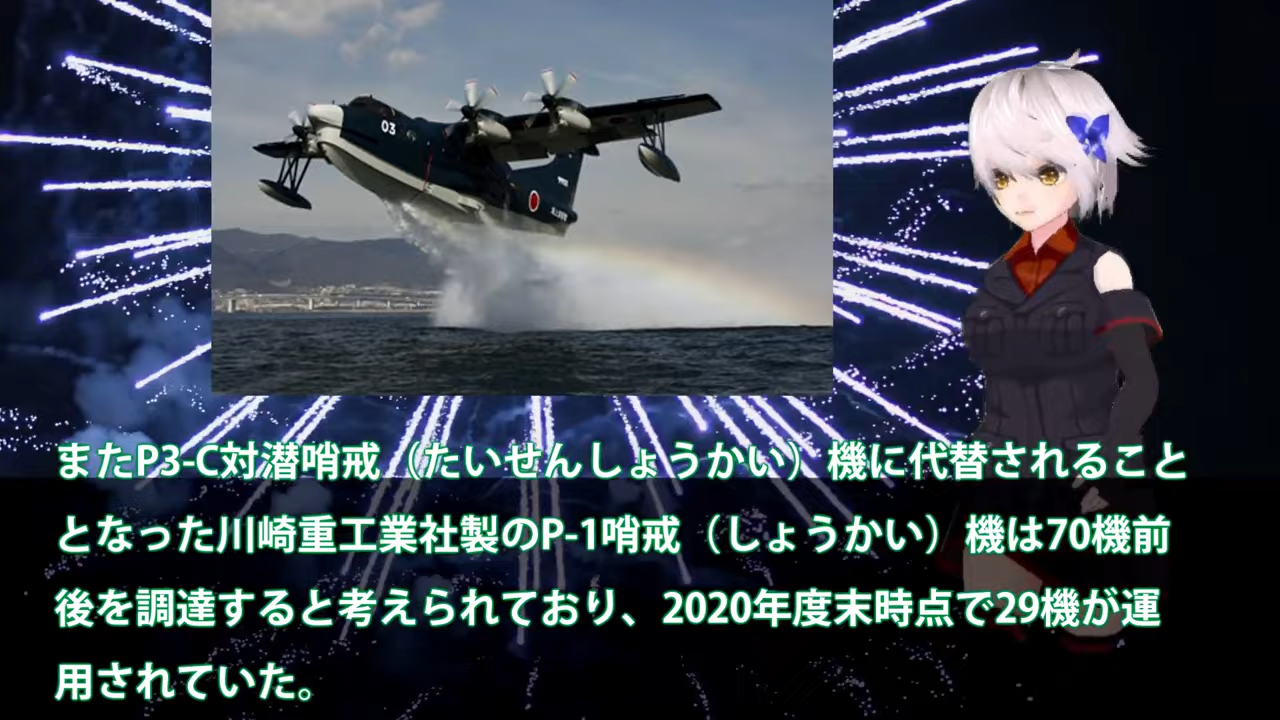 03
またP3-C対潜哨戒（たいせんしょうかい）機に代替されること
となった川崎重工業社製のP-1哨戒（しょうかい）機は70機前
後を調達すると考えられており、2020年度末時点で29機が運
用されていた。